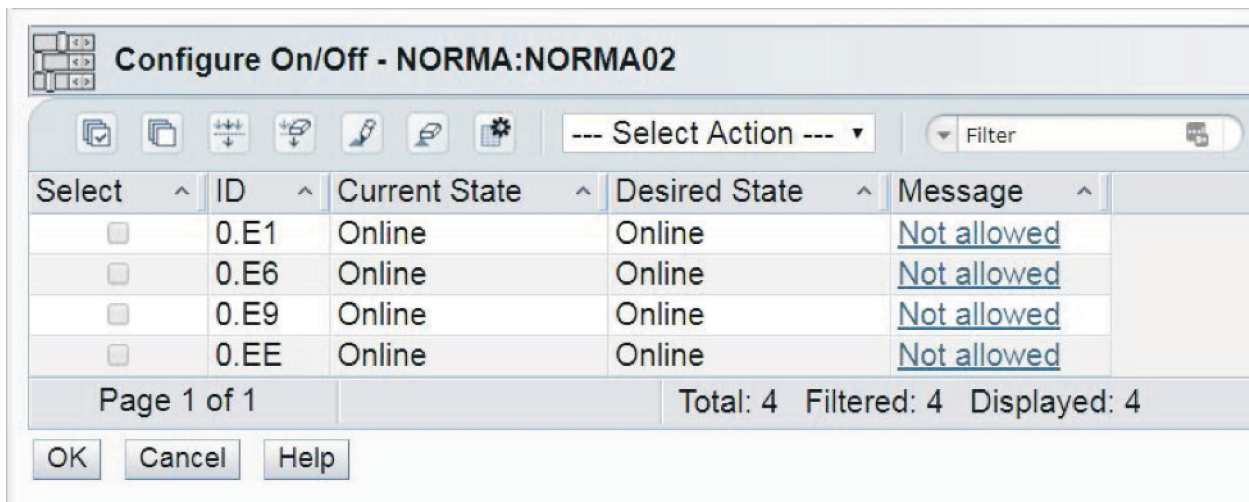 Configure On/Off - NORMA:NORMA02
--- Select Action --- Filter
Select ID Current State Desired State Message
0.E1 Online Online Not allowed
0.E6 Online Online Not allowed
0.E9 Online Online Not allowed
0.EE Online Online Not allowed
Page 1 of 1 Total: 4 Filtered: 4 Displayed: 4
OK Cancel Help